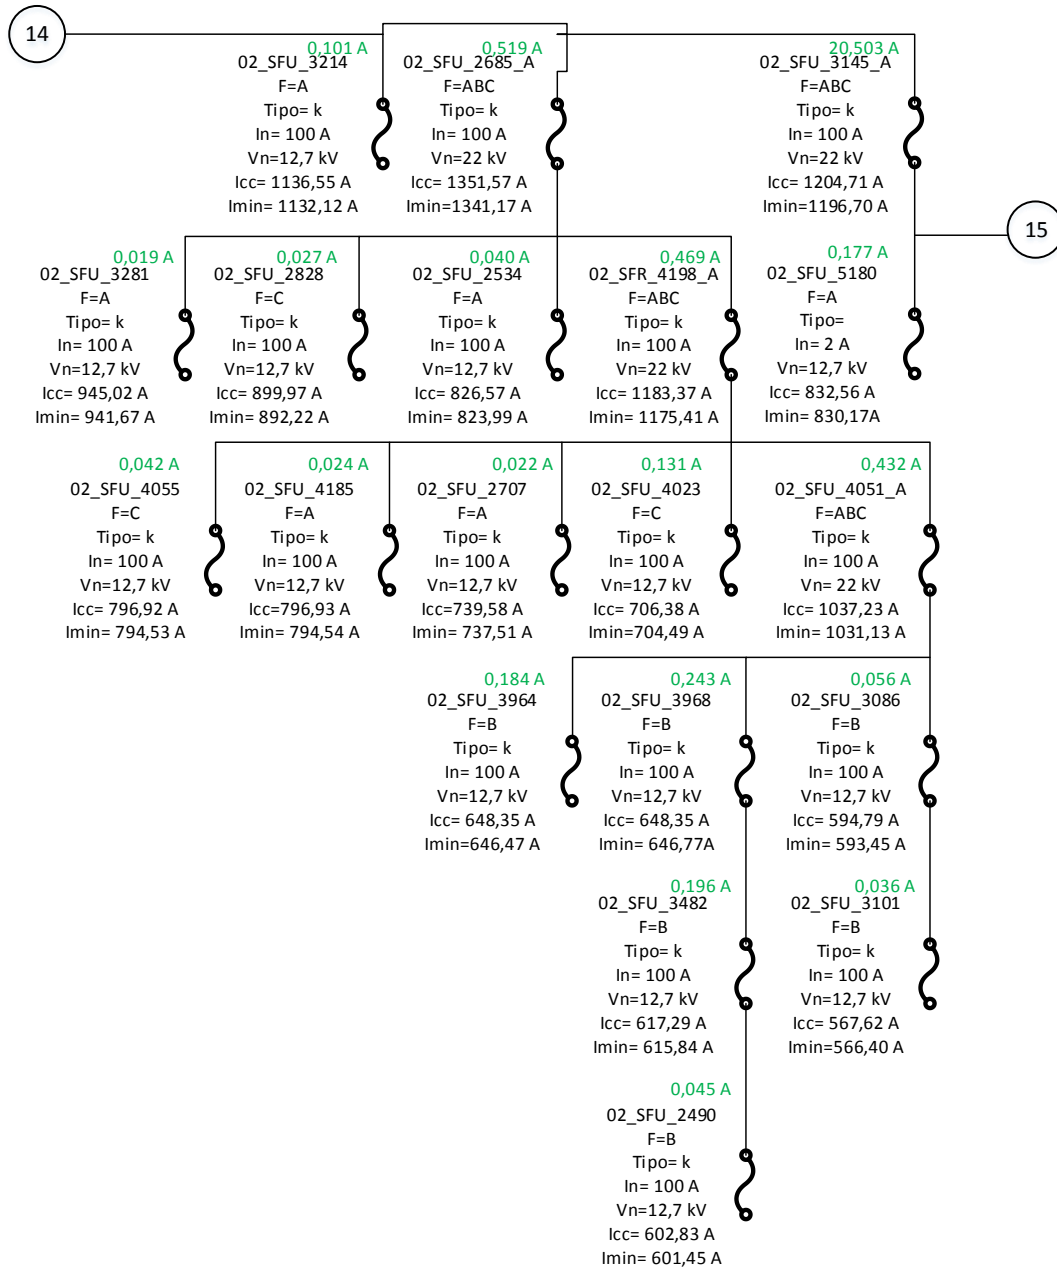 14
0,101 A
02_SFU_3214
F=A
Tipo= k
In= 100 A
Vn=12,7 kV
Icc= 1136,55 A
Imin= 1132,12 A
0,519 A
02_SFU_2685_A
F=ABC
Tipo= k
In= 100 A
Vn=22 kV
Icc= 1351,57 A
Imin=1341,17 A
20,503 A
02_SFU_3145_A
F=ABC
Tipo= k
In= 100 A
Vn=22 kV
Icc= 1204,71 A
Imin=1196,70 A
15
0,019 A
02_SFU_3281
F=A
Tipo= k
In= 100 A
Vn=12,7 kV
Icc= 945,02 A
Imin= 941,67 A
0,027 A
02_SFU_2828
F=C
Tipo= k
In= 100 A
Vn=12,7 kV
Icc= 899,97 A
Imin= 892,22 A
0,040 A
02_SFU_2534
F=A
Tipo= k
In= 100 A
Vn=12,7 kV
Icc= 826,57 A
Imin= 823,99 A
0,469 A
02_SFR_4198_A
F=ABC
Tipo= k
In= 100 A
Vn=22 kV
Icc= 1183,37 A
Imin= 1175,41 A
0,177 A
02_SFU_5180
F=A
Tipo=
In= 2 A
Vn=12,7 kV
Icc= 832,56 A
Imin= 830,17A
0,042 A
02_SFU_4055
F=C
Tipo= k
In= 100 A
Vn=12,7 kV
Icc= 796,92 A
Imin= 794,53 A
0,024 A
02_SFU_4185
F=A
Tipo= k
In= 100 A
Vn=12,7 kV
Icc=796,93 A
Imin= 794,54 A
0,022 A
02_SFU_2707
F=A
Tipo= k
In= 100 A
Vn=12,7 kV
Icc=739,58 A
Imin= 737,51 A
0,131 A
02_SFU_4023
F=C
Tipo= k
In= 100 A
Vn=12,7 kV
Icc= 706,38 A
Imin=704,49 A
0,432 A
02_SFU_4051_A
F=ABC
Tipo= k
In= 100 A
Vn= 22 kV
Icc= 1037,23 A
Imin= 1031,13 A
0,184 A
02_SFU_3964
F=B
Tipo= k
In= 100 A
Vn=12,7 kV
Icc= 648,35 A
Imin=646,47 A
0,243 A
02_SFU_3968
F=B
Tipo= k
In= 100 A
Vn=12,7 kV
Icc= 648,35 A
Imin= 646,77A
0,056 A
02_SFU_3086
F=B
Tipo= k
In= 100 A
Vn=12,7 kV
Icc= 594,79 A
Imin= 593,45 A
0,196 A
02_SFU_3482
F=B
Tipo= k
In= 100 A
Vn=12,7 kV
Icc= 617,29 A
Imin= 615,84 A
0,036 A
02_SFU_3101
F=B
Tipo= k
In= 100 A
Vn=12,7 kV
Icc= 567,62 A
Imin=566,40 A
0,045 A
02_SFU_2490
F=B
Tipo= k
In= 100 A
Vn=12,7 kV
Icc= 602,83 A
Imin= 601,45 A